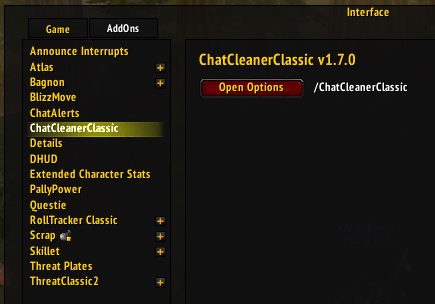 Interface
Game
AddOns
Announce Interrupts
Atlas
Bagnon
BlizzMove
ChatAlerts
ChatCleanerClassic
Details
DHUD
Extended Character Stats
PallyPower
Questie
RollTracker Classic
Scrap
Skillet
Threat Plates
ThreatClassic2
ChatCleanerClassic v1.7.0
Open Options
/ChatCleanerClassic